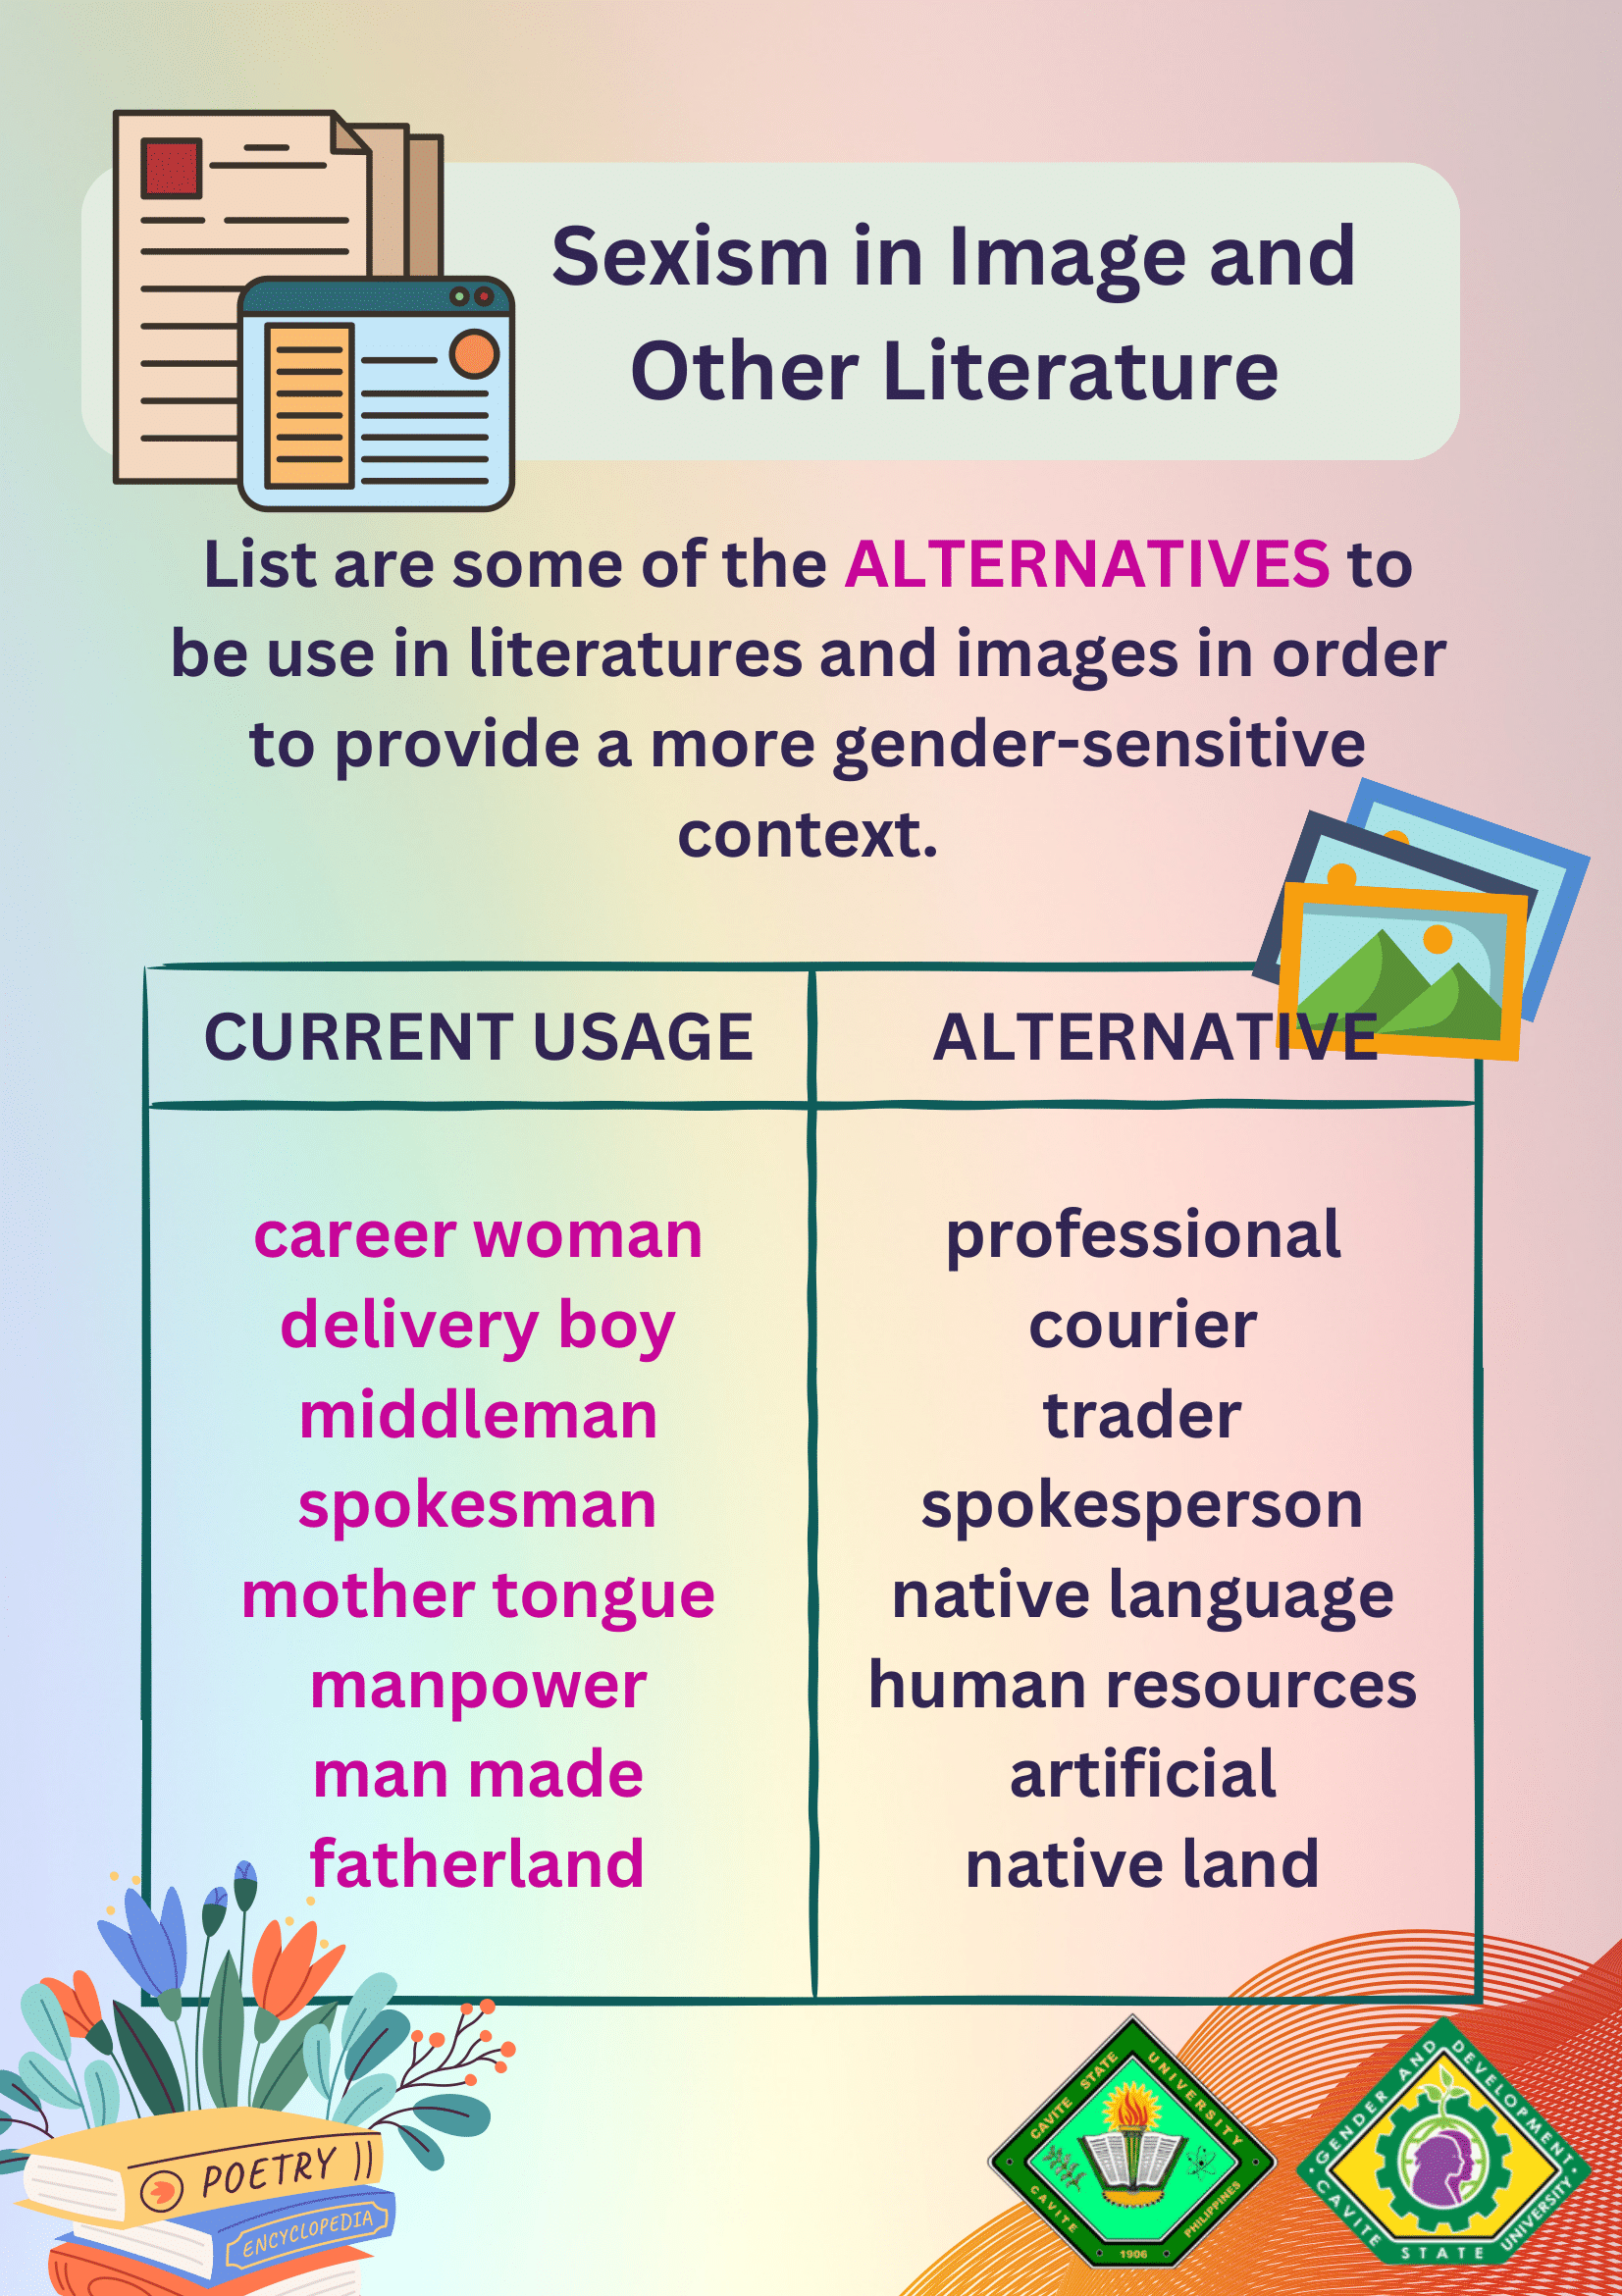 Sexism in Image and
Other Literature
List are some of the ALTERNATIVES to
be use in literatures and images in order
to provide a more gender-sensitive
context.
CURRENT USAGE
career woman
delivery boy
middleman
spokesman
mother tongue
manpower
man made
fatherland
ALTERNATIVE
professional
courier
trader
spokesperson
native language
human resources
artificial
native land
POETRY ||
ENCYCLOPEDIA
CAVITE STATE UNIVERSITY
CAVITE PHILIPPINES
1906
GENDER AND DEVELOPMENT
CAVITE STATE UNIVERSITY